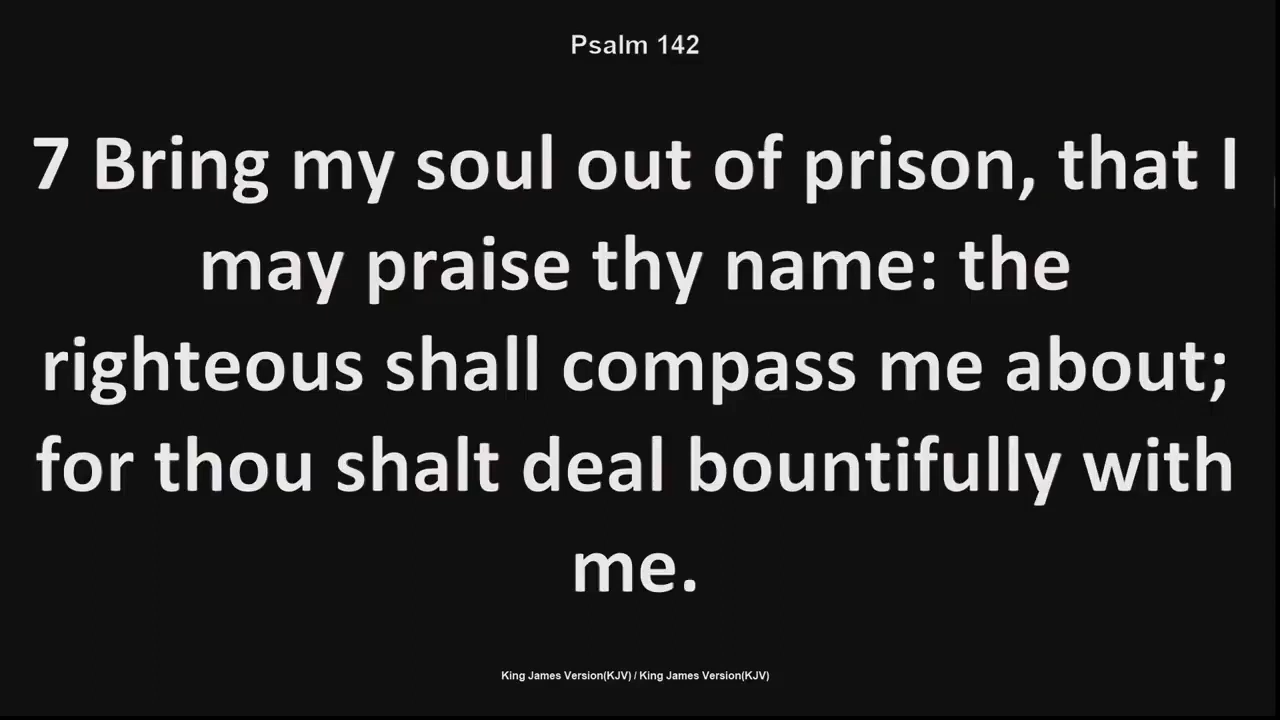 Psalm 142
7 Bring my soul out of prison, that I
may praise thy name: the
righteous shall compass me about;
for thou shalt deal bountifully with
me.
King James Version(KJV) / King James Version(KJV)